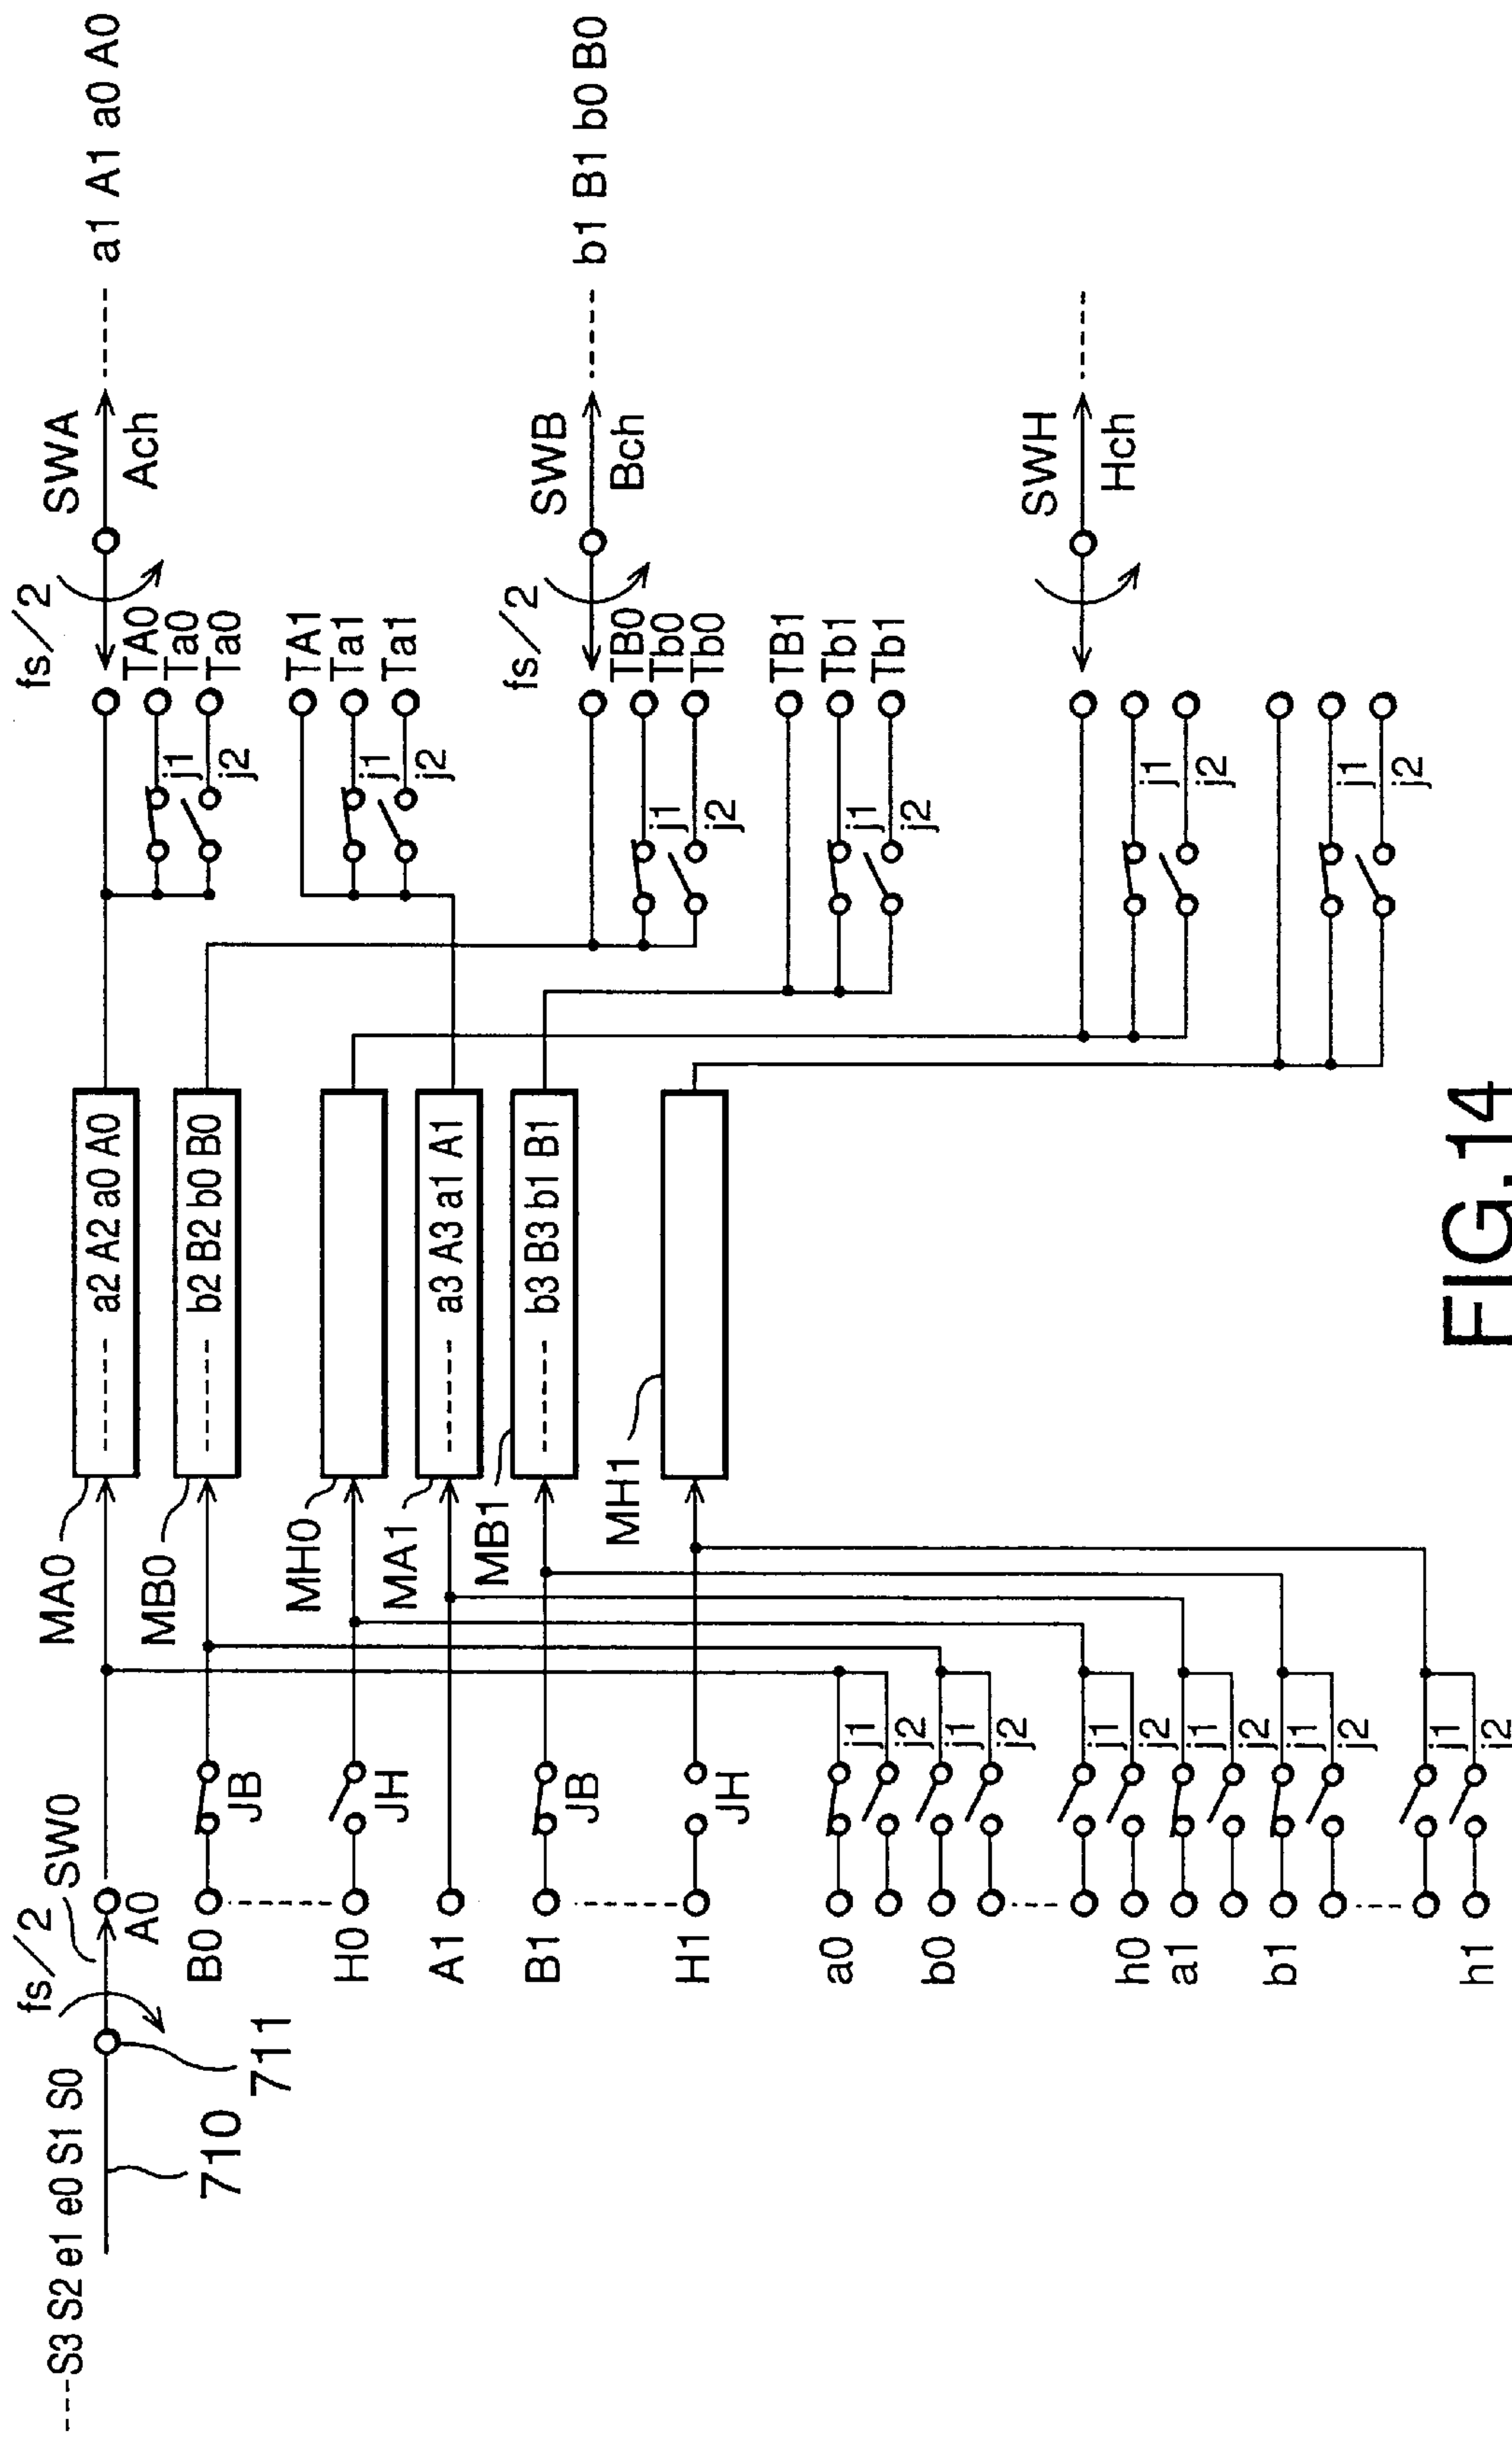 ----S3 S2 e1 e0 S1 S0
710
711
fs/2
SW0
A0
B0
H0
A1
B1
H1
a0
b0
h0
a1
b1
h1
JB
JH
JB
JH
j1
j2
j1
j2
j1
j2
j1
j2
j1
j2
j1
j2
MA0
MB0
MH0
MA1
MB1
MH1
------ a2 A2 a0 A0
------ b2 B2 b0 B0
------ a3 A3 a1 A1
------ b3 B3 b1 B1
j1
j2
j1
j2
j1
j2
j1
j2
j1
j2
j1
j2
fs/2
TA0
Ta0
Ta0
TA1
Ta1
Ta1
fs/2
TB0
Tb0
Tb0
TB1
Tb1
Tb1
SWA
Ach
SWB
Bch
SWH
Hch
------ a1 A1 a0 A0
------ b1 B1 b0 B0
------
FIG.14